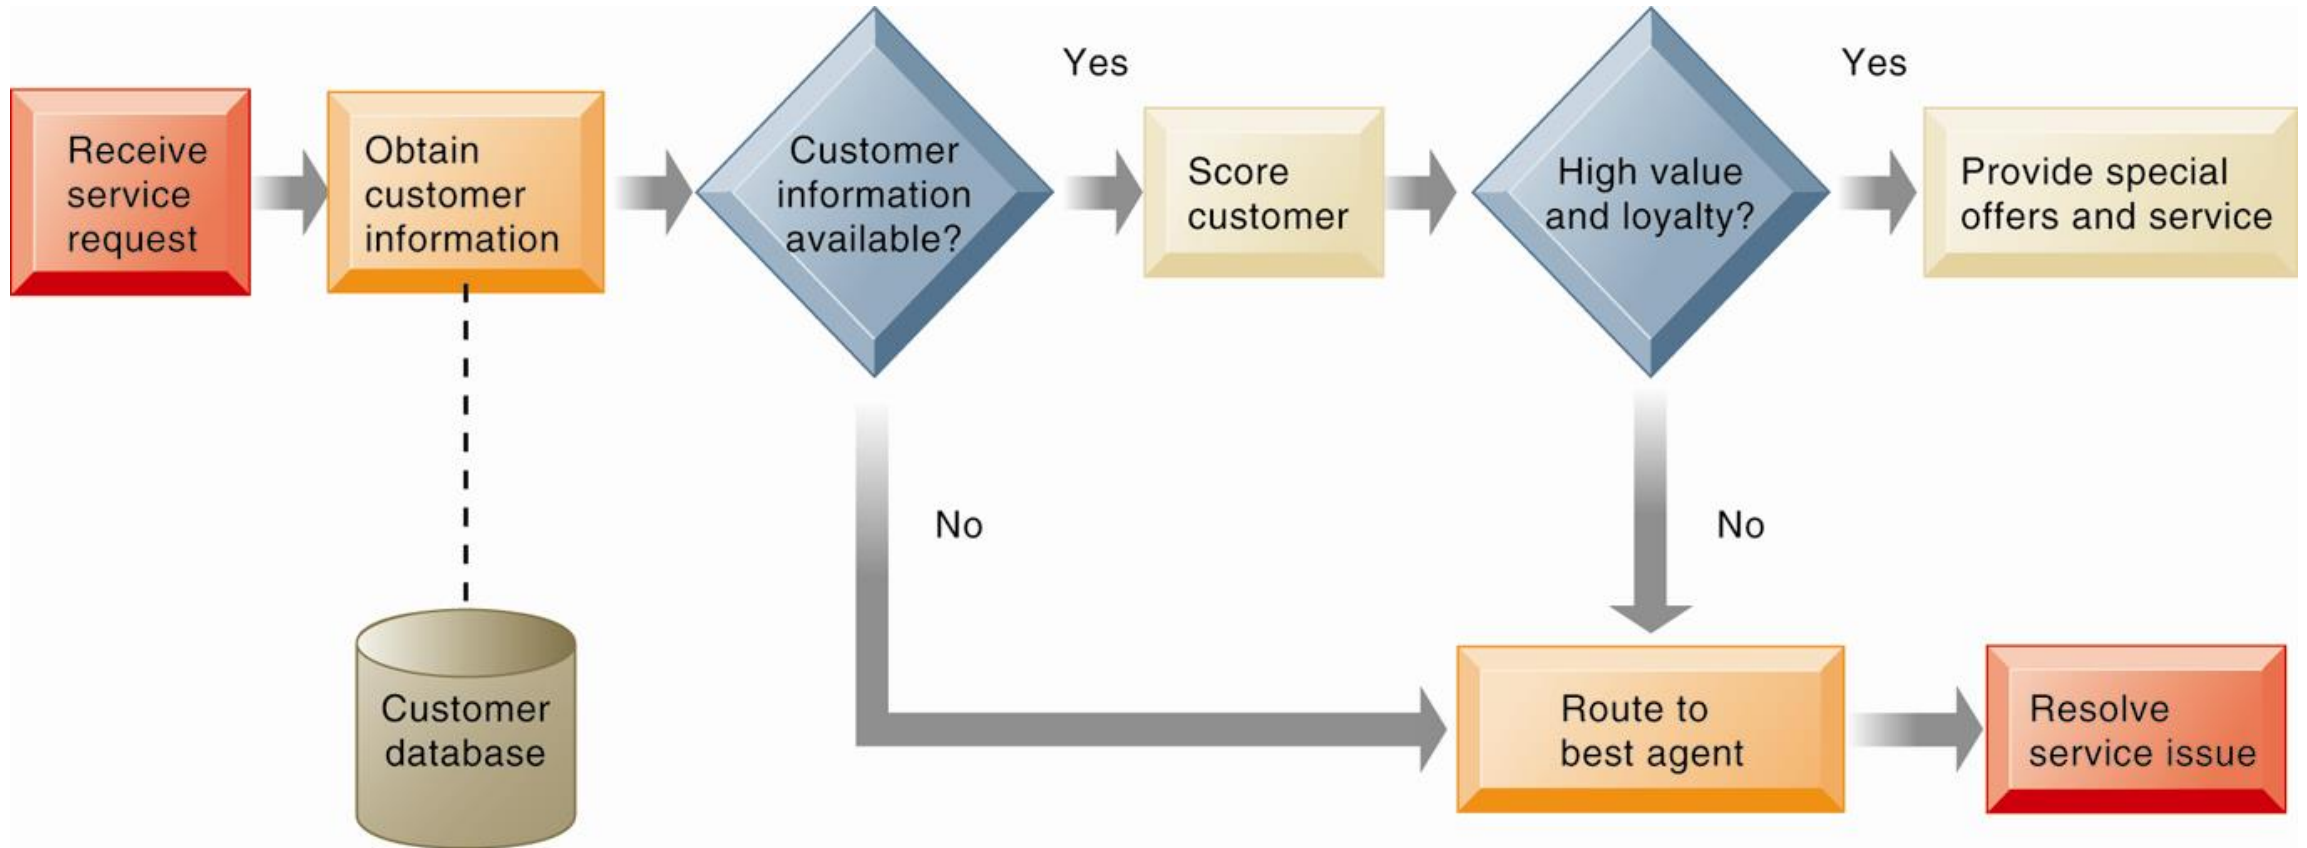 Receive
service
request
Obtain
customer
information
Customer
information
available?
Yes
Score
customer
High value
and loyalty?
Yes
Provide special
offers and service
No
No
Customer
database
Route to
best agent
Resolve
service issue